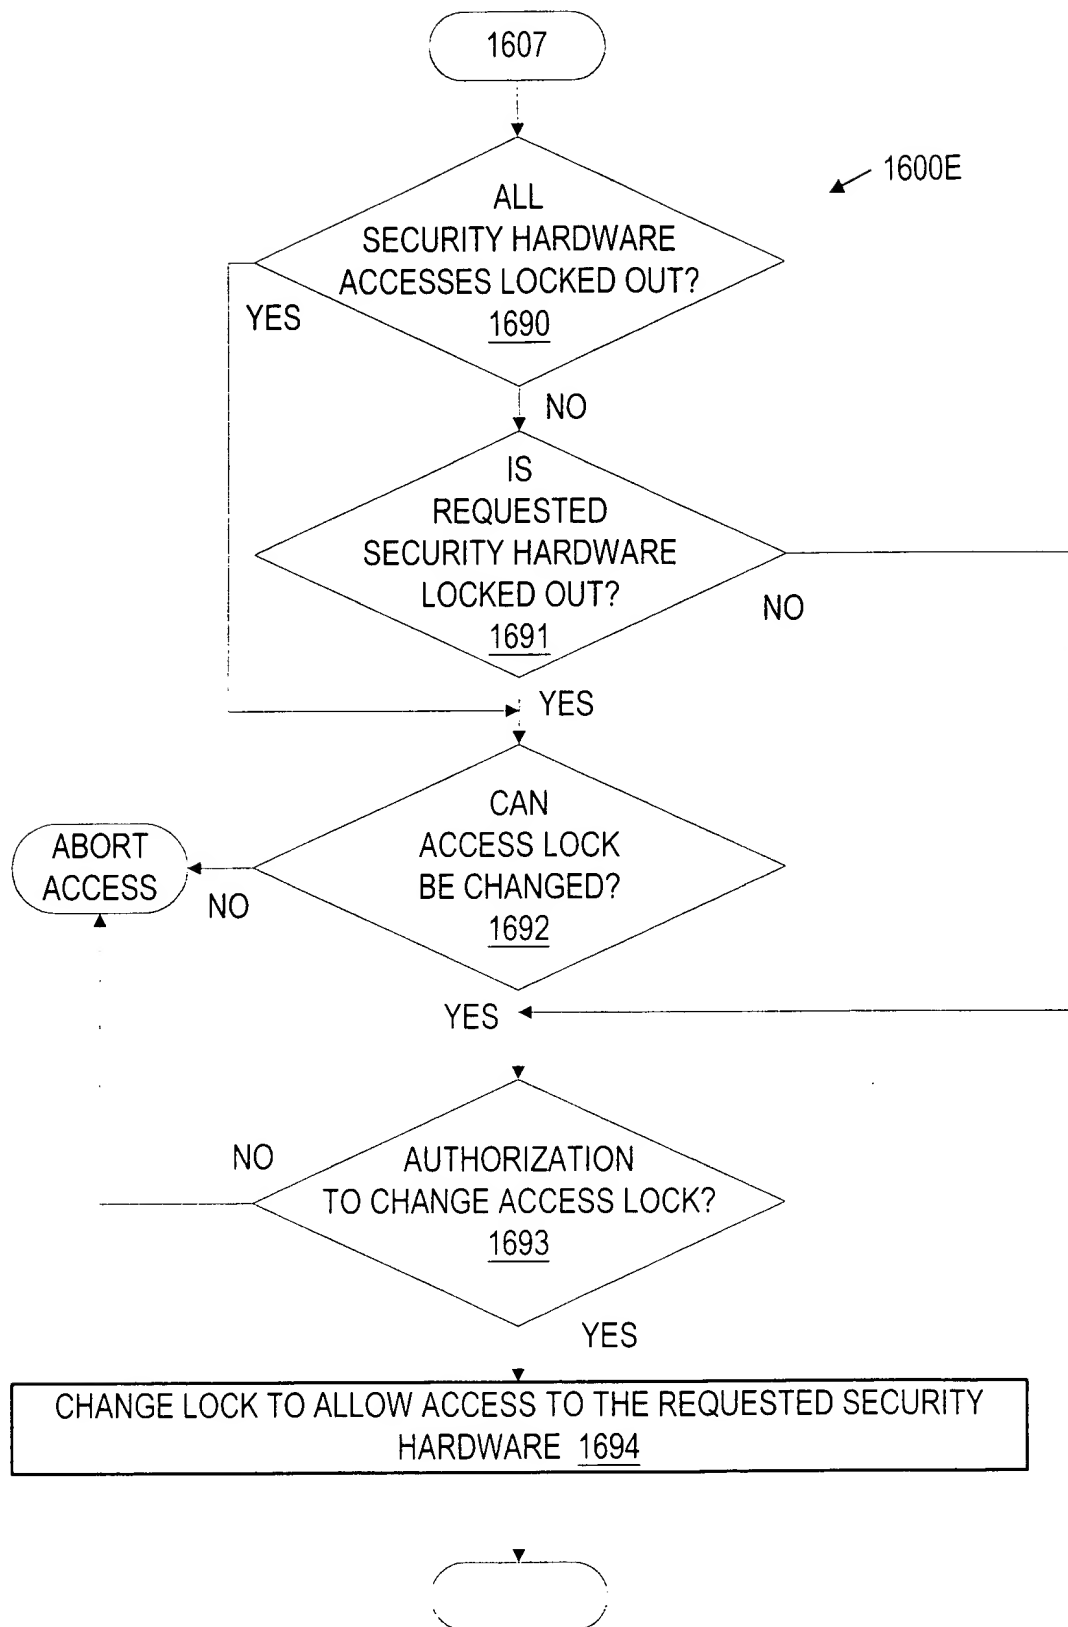 1607
1600E
ALL
SECURITY HARDWARE
ACCESSES LOCKED OUT?
1690
YES
NO
IS
REQUESTED
SECURITY HARDWARE
LOCKED OUT?
1691
NO
YES
CAN
ACCESS LOCK
BE CHANGED?
1692
ABORT
ACCESS
NO
YES
NO
AUTHORIZATION
TO CHANGE ACCESS LOCK?
1693
YES
CHANGE LOCK TO ALLOW ACCESS TO THE REQUESTED SECURITY
HARDWARE 1694